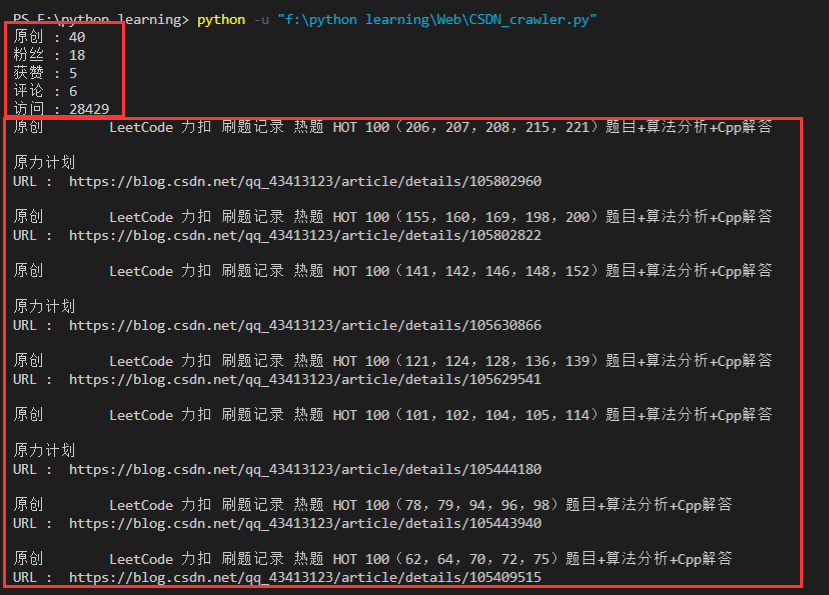 PS F:\python learning> python -u "f:\python learning\Web\CSDN_crawler.py"
原创 : 40
粉丝 : 18
获赞 : 5
评论 : 6
访问 : 28429
原创 LeetCode 力扣 刷题记录 热题 HOT 100（206，207，208，215，221）题目+算法分析+Cpp解答
原力计划
URL : https://blog.csdn.net/qq_43413123/article/details/105802960
原创 LeetCode 力扣 刷题记录 热题 HOT 100（155，160，169，198，200）题目+算法分析+Cpp解答
URL : https://blog.csdn.net/qq_43413123/article/details/105802822
原创 LeetCode 力扣 刷题记录 热题 HOT 100（141，142，146，148，152）题目+算法分析+Cpp解答
原力计划
URL : https://blog.csdn.net/qq_43413123/article/details/105630866
原创 LeetCode 力扣 刷题记录 热题 HOT 100（121，124，128，136，139）题目+算法分析+Cpp解答
URL : https://blog.csdn.net/qq_43413123/article/details/105629541
原创 LeetCode 力扣 刷题记录 热题 HOT 100（101，102，104，105，114）题目+算法分析+Cpp解答
原力计划
URL : https://blog.csdn.net/qq_43413123/article/details/105444180
原创 LeetCode 力扣 刷题记录 热题 HOT 100（78，79，94，96，98）题目+算法分析+Cpp解答
URL : https://blog.csdn.net/qq_43413123/article/details/105443940
原创 LeetCode 力扣 刷题记录 热题 HOT 100（62，64，70，72，75）题目+算法分析+Cpp解答
URL : https://blog.csdn.net/qq_43413123/article/details/105409515